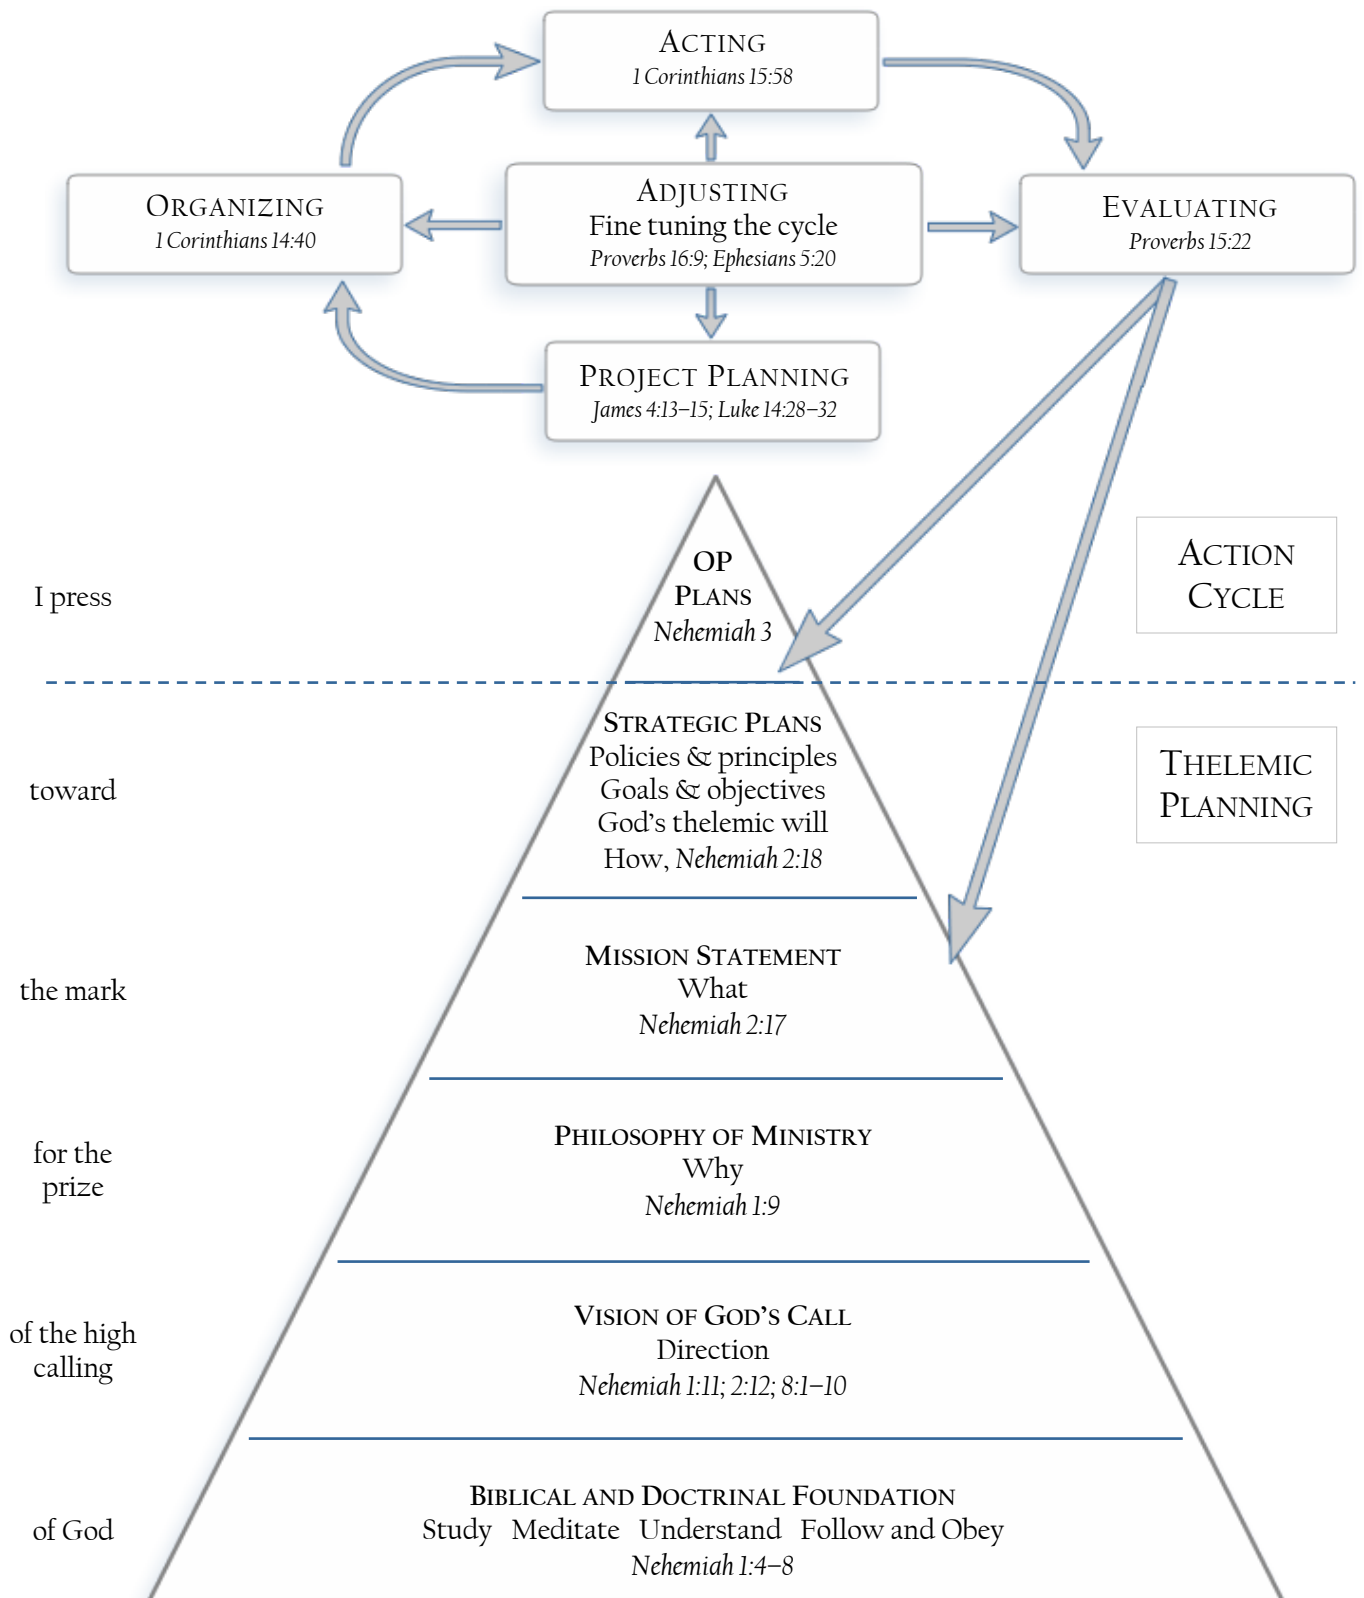 ACTING
1 Corinthians 15:58
ORGANIZING
1 Corinthians 14:40
ADJUSTING
Fine tuning the cycle
Proverbs 16:9; Ephesians 5:20
EVALUATING
Proverbs 15:22
PROJECT PLANNING
James 4:13–15; Luke 14:28–32
I press
OP
PLANS
Nehemiah 3
ACTION
CYCLE
toward
STRATEGIC PLANS
Policies & principles
Goals & objectives
God's thelemic will
How, Nehemiah 2:18
THELEMIC
PLANNING
the mark
MISSION STATEMENT
What
Nehemiah 2:17
for the
prize
PHILOSOPHY OF MINISTRY
Why
Nehemiah 1:9
of the high
calling
VISION OF GOD'S CALL
Direction
Nehemiah 1:11; 2:12; 8:1–10
of God
BIBLICAL AND DOCTRINAL FOUNDATION
Study Meditate Understand Follow and Obey
Nehemiah 1:4–8